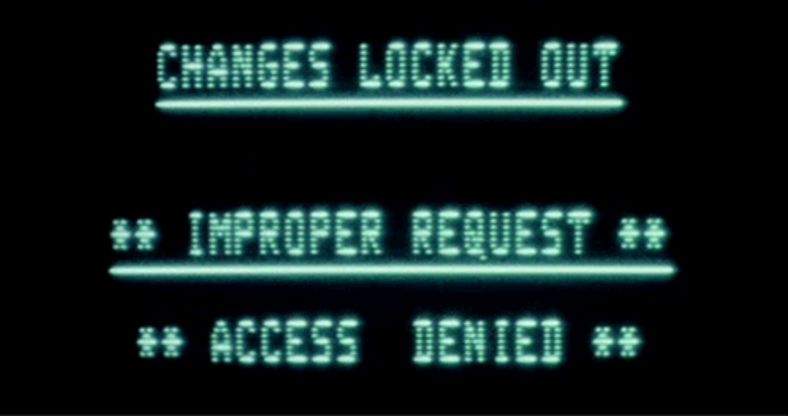 CHANGES LOCKED OUT
** IMPROPER REQUEST **
** ACCESS  DENIED **